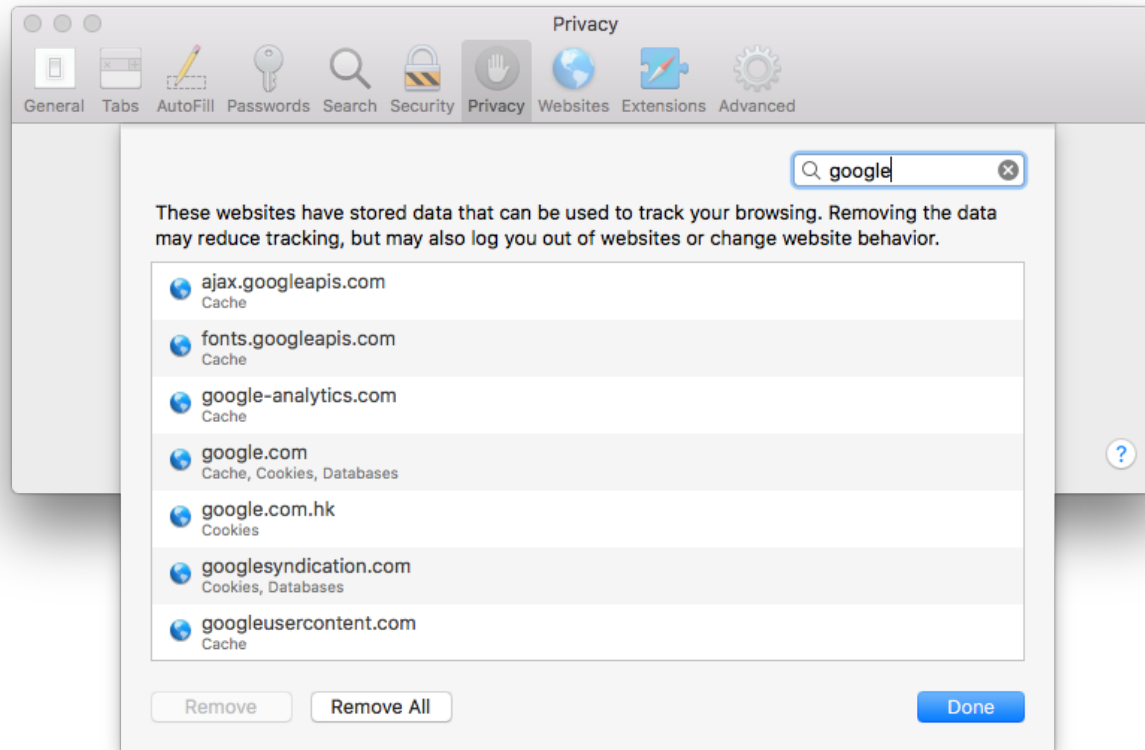 Privacy
General Tabs AutoFill Passwords Search Security Privacy Websites Extensions Advanced
google
These websites have stored data that can be used to track your browsing. Removing the data
may reduce tracking, but may also log you out of websites or change website behavior.
ajax.googleapis.com
Cache
fonts.googleapis.com
Cache
google-analytics.com
Cache
google.com
Cache, Cookies, Databases
google.com.hk
Cookies
googlesyndication.com
Cookies, Databases
googleusercontent.com
Cache
?
Remove Remove All Done